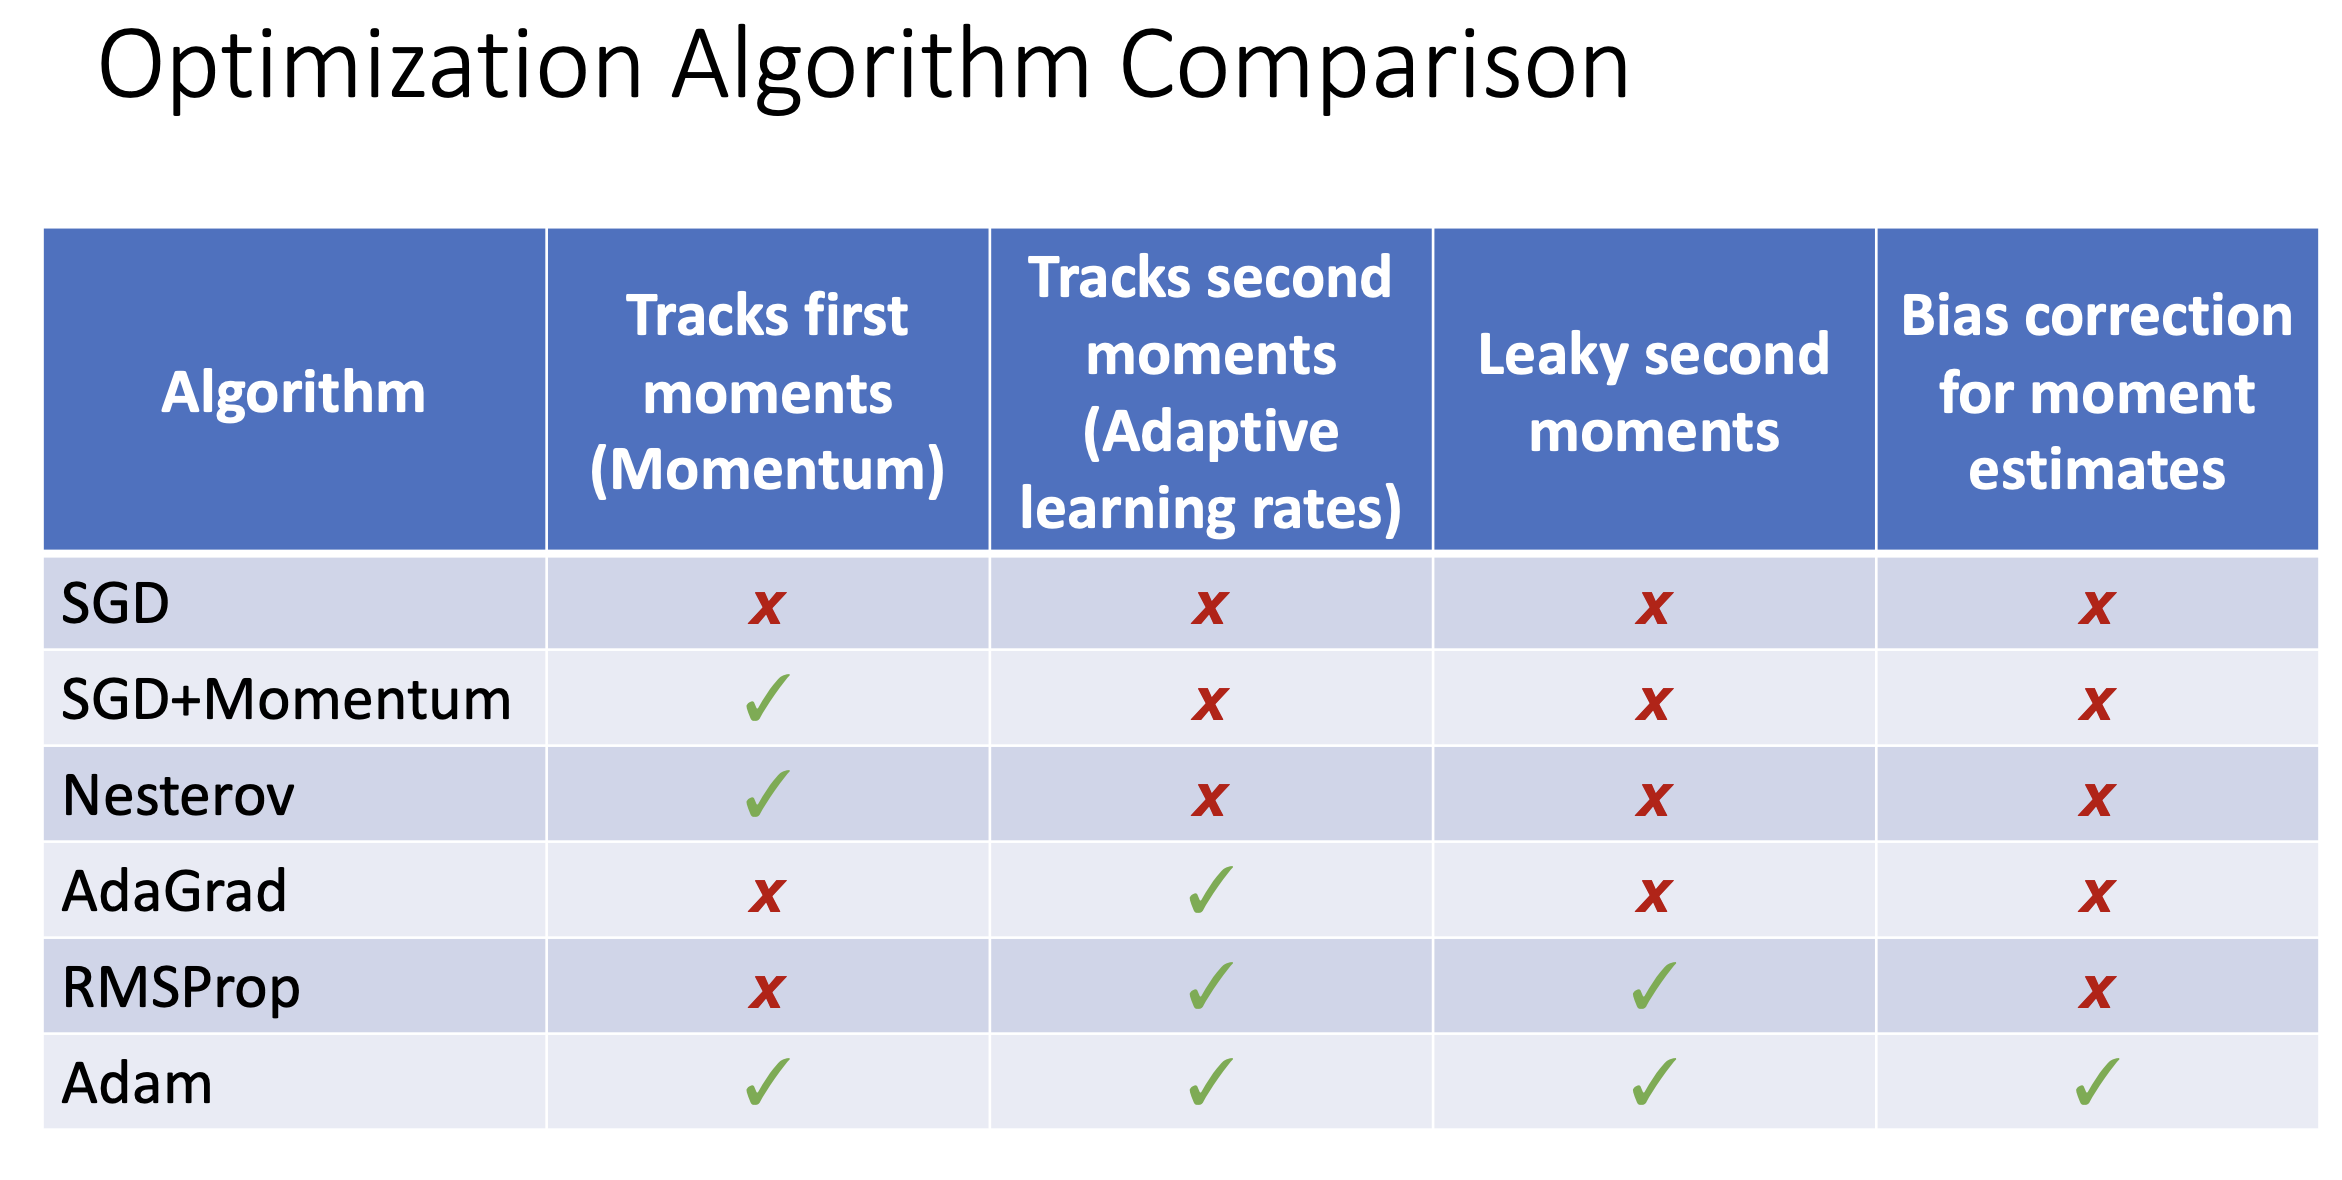 Optimization Algorithm Comparison
Algorithm
Tracks first
moments
(Momentum)
Tracks second
moments
(Adaptive
learning rates)
Leaky second
moments
Bias correction
for moment
estimates
SGD x x x x
SGD+Momentum ✓ x x x
Nesterov ✓ x x x
AdaGrad x ✓ x x
RMSProp x ✓ ✓ x
Adam ✓ ✓ ✓ ✓